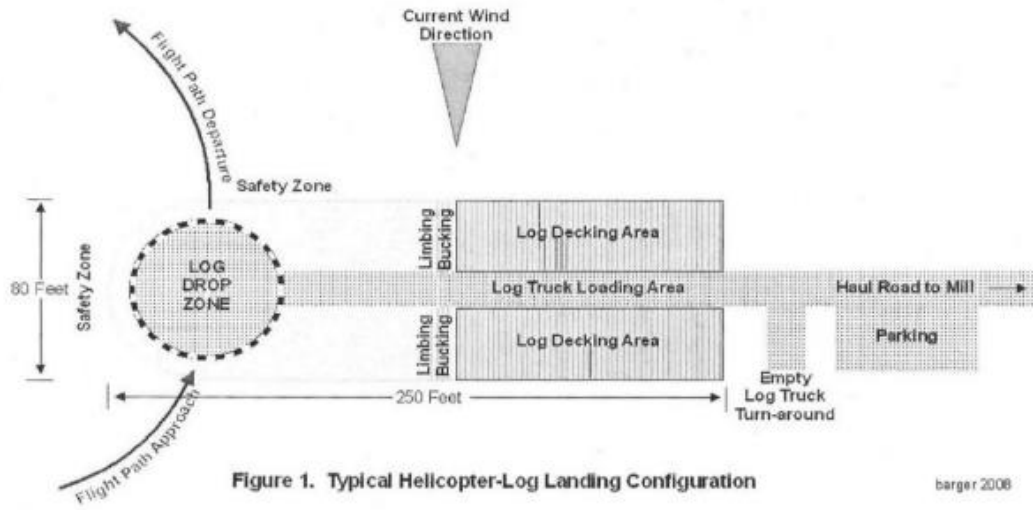 Current Wind
Direction
Flight Path Departure
Safety Zone
Safety Zone
80 Feet
LOG
DROP
ZONE
Limbing
Bucking
Log Decking Area
Log Truck Loading Area
Haul Road to Mill
Limbing
Bucking
Log Decking Area
Parking
Empty
Log Truck
Turn-around
250 Feet
Flight Path Approach
Figure 1. Typical Helicopter-Log Landing Configuration
barger 2008